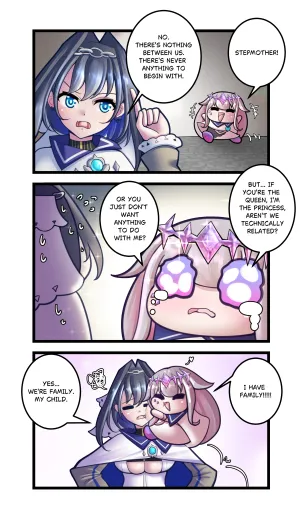 NO.
THERE'S NOTHING
BETWEEN US.
THERE'S NEVER
ANYTHING TO
BEGIN WITH.
STEPMOTHER!
BUT... IF
YOU'RE THE
QUEEN, I'M
THE PRINCESS,
AREN'T WE
TECHNICALLY
RELATED?
OR YOU
JUST DON'T
WANT
ANYTHING
TO DO
WITH ME?
I HAVE
FAMILY!!!!!
YES...
WE'RE FAMILY.
MY CHILD.